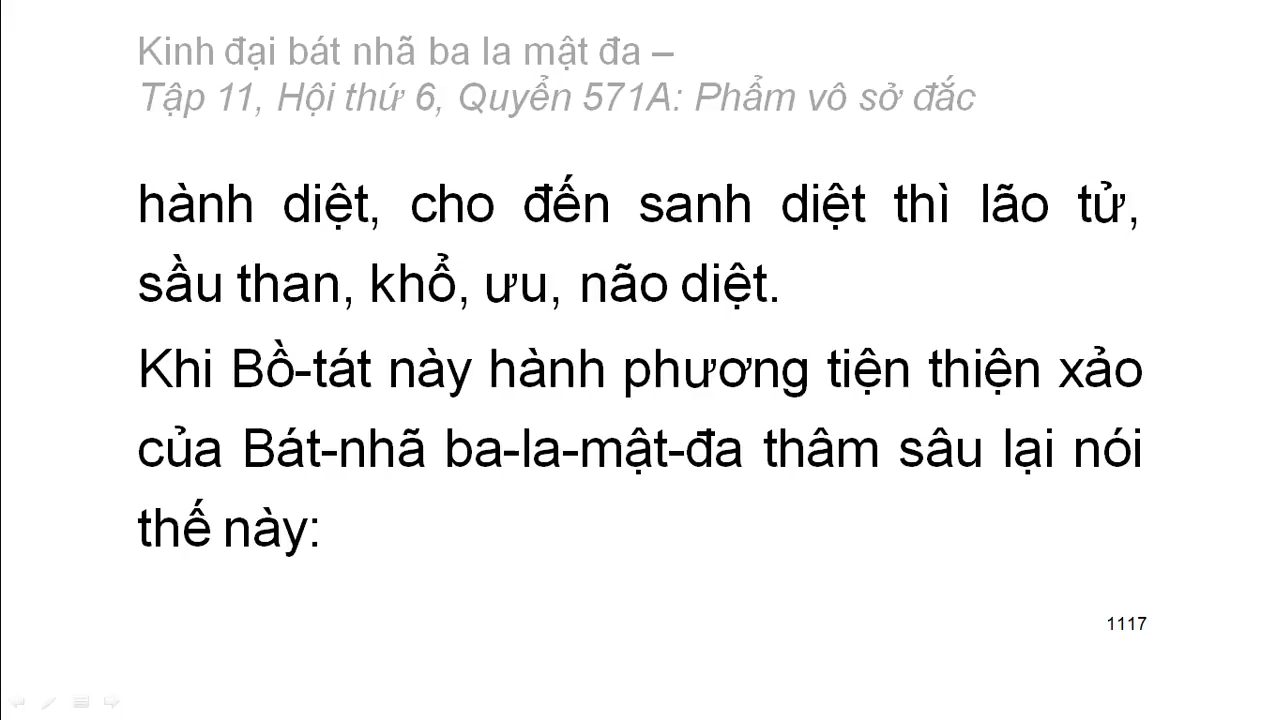 Kinh đại bát nhã ba la mật đa –
Tập 11, Hội thứ 6, Quyển 571A: Phẩm vô sở đắc
hành diệt, cho đến sanh diệt thì lão tử,
sầu than, khổ, ưu, não diệt.
Khi Bồ-tát này hành phương tiện thiện xảo
của Bát-nhã ba-la-mật-đa thâm sâu lại nói
thế này:
1117